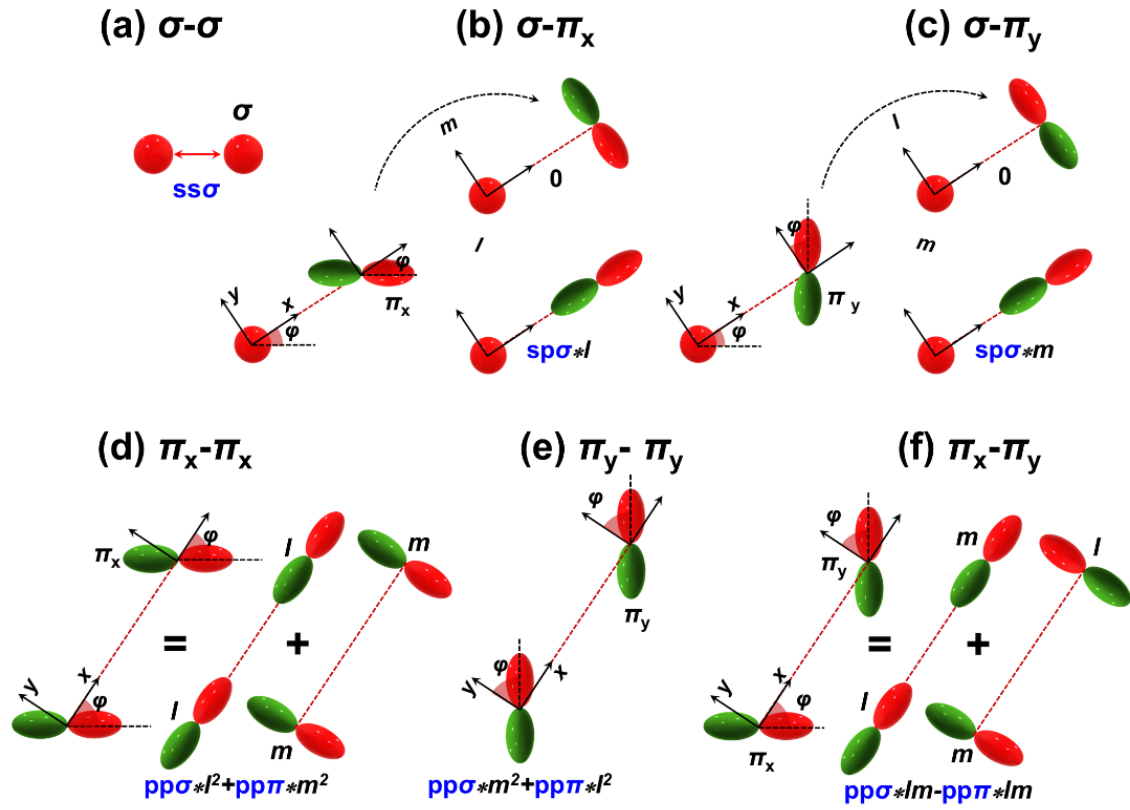 (a) σ-σ
(b) σ-πx
(c) σ-πy
σ
ssσ
m
0
l
φ
πx
y
x
φ
spσ*l
l
0
m
φ
πy
y
x
φ
spσ*m
(d) πx-πx
(e) πy- πy
(f) πx-πy
φ
πx
l
m
=
+
y
x
φ
l
m
ppσ*l²+ppπ*m²
φ
πy
y
φ
x
ppσ*m²+ppπ*l²
φ
πy
m
l
=
+
y
x
φ
πx
l
m
ppσ*lm-ppπ*lm